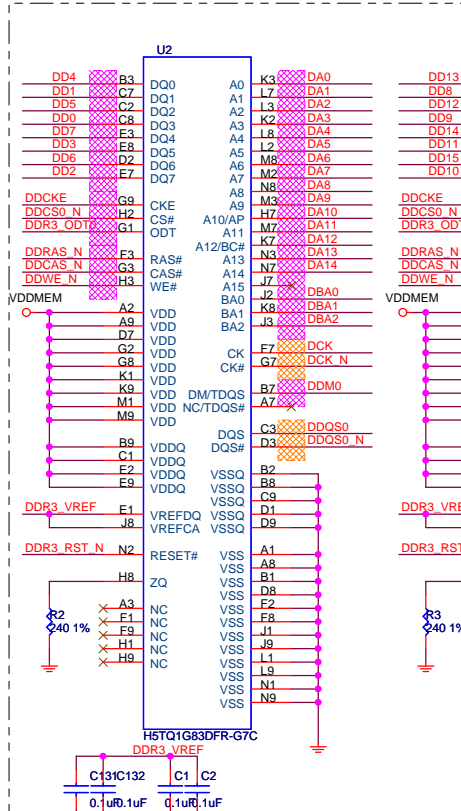 U2
DD4 B3 DQ0 A0 K3 DA0 DD13
DD1 C7 DQ1 A1 L7 DA1 DD8
DD5 C2 DQ2 A2 L3 DA2 DD12
DD0 C8 DQ3 A3 K2 DA3 DD9
DD7 E3 DQ4 A4 L8 DA4 DD14
DD3 E8 DQ5 A5 L2 DA5 DD11
DD6 D2 DQ6 A6 M8 DA6 DD15
DD2 E7 DQ7 A7 M2 DA7 DD10
A8 N8 DA8
DDCKE G9 CKE A9 M3 DA9 DDCKE
DDCS0_N H2 CS# A10/AP H7 DA10 DDCS0_N
DDR3_ODT0 G1 ODT A11 M7 DA11 DDR3_OD
A12/BC# K7 DA12
DDRAS_N F3 RAS# A13 N3 DA13 DDRAS_N
DDCAS_N G3 CAS# A14 N7 DA14 DDCAS_N
DDWE_N H3 WE# A15 J7 DDWE_N
VDDMEM BA0 J2 DBA0 VDDMEM
A2 VDD BA1 K8 DBA1
A9 VDD BA2 J3 DBA2
D7 VDD
G2 VDD CK F7 DCK
G8 VDD CK# G7 DCK_N
K1 VDD
K9 VDD DM/TDQS B7 DDM0
M1 VDD NC/TDQS# A7
M9 VDD
DQS C3 DDQS0
B9 VDDQ DQS# D3 DDQS0_N
C1 VDDQ
E2 VDDQ VSSQ B2
E9 VDDQ VSSQ B8
VSSQ C9
DDR3_VREF E1 VREFDQ VSSQ D1 DDR3_VRE
J8 VREFCA VSSQ D9
DDR3_RST_N N2 RESET# VSS A1 DDR3_RST
VSS A8
H8 ZQ VSS B1
VSS D8
A3 NC VSS F2
R2 F1 NC VSS F8 R3
240 1% F9 NC VSS J1 240 1%
H1 NC VSS J9
H9 NC VSS L1
VSS L9
VSS N1
VSS N9
H5TQ1G83DFR-G7C
DDR3_VREF
C131 C132 C1 C2
0.1uF 0.1uF 0.1uF 0.1uF